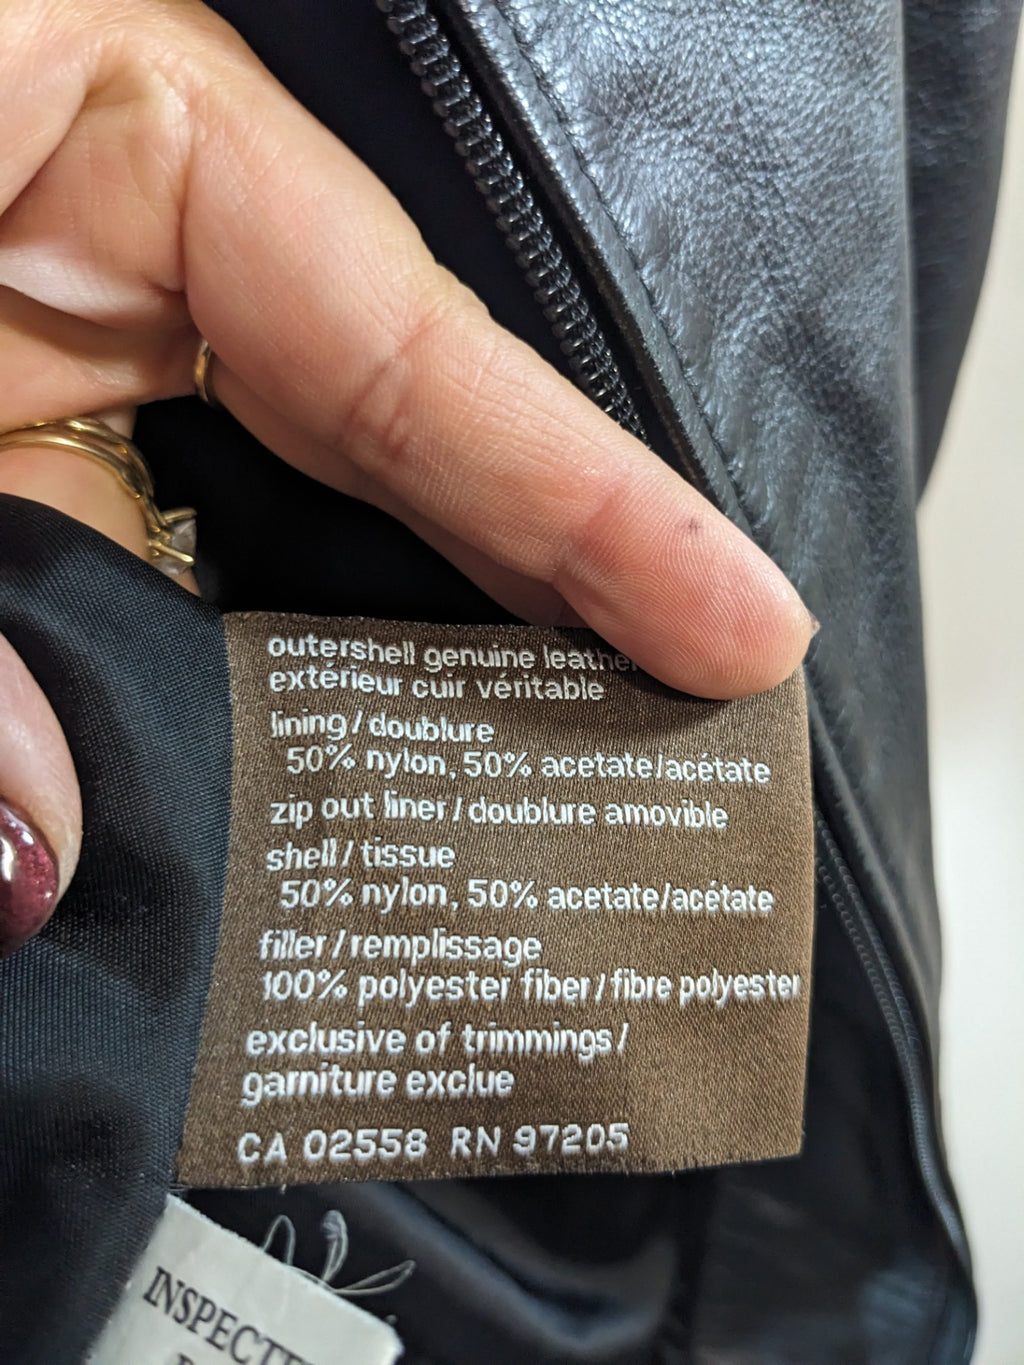 outershell genuine leather
extérieur cuir véritable
lining/doublure
50% nylon, 50% acetate/acétate
zip out liner/doublure amovible
shell/tissue
50% nylon, 50% acetate/acétate
filler/remplissage
100% polyester fiber/fibre polyester
exclusive of trimmings/
garniture exclue
CA 02558 RN 97205